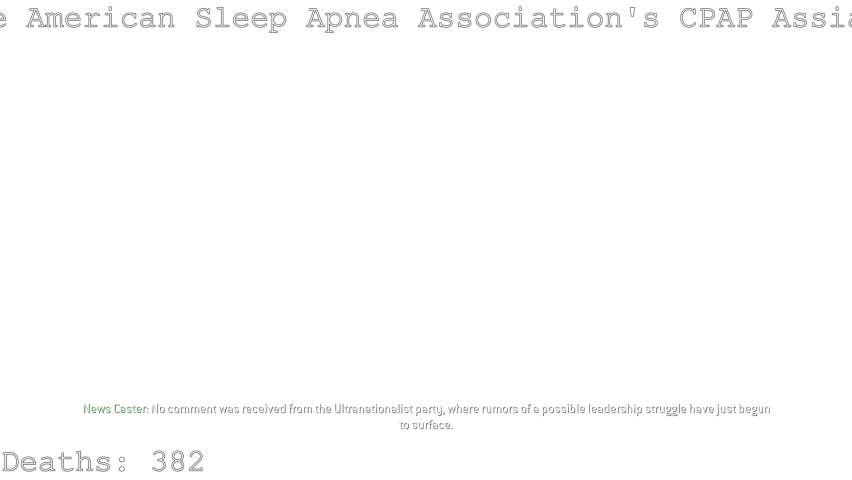 American Sleep Apnea Association's CPAP Assia
News Caster: No comment was received from the Ultranationalist party, where rumors of a possible leadership struggle have just begun
to surface.
Deaths: 382